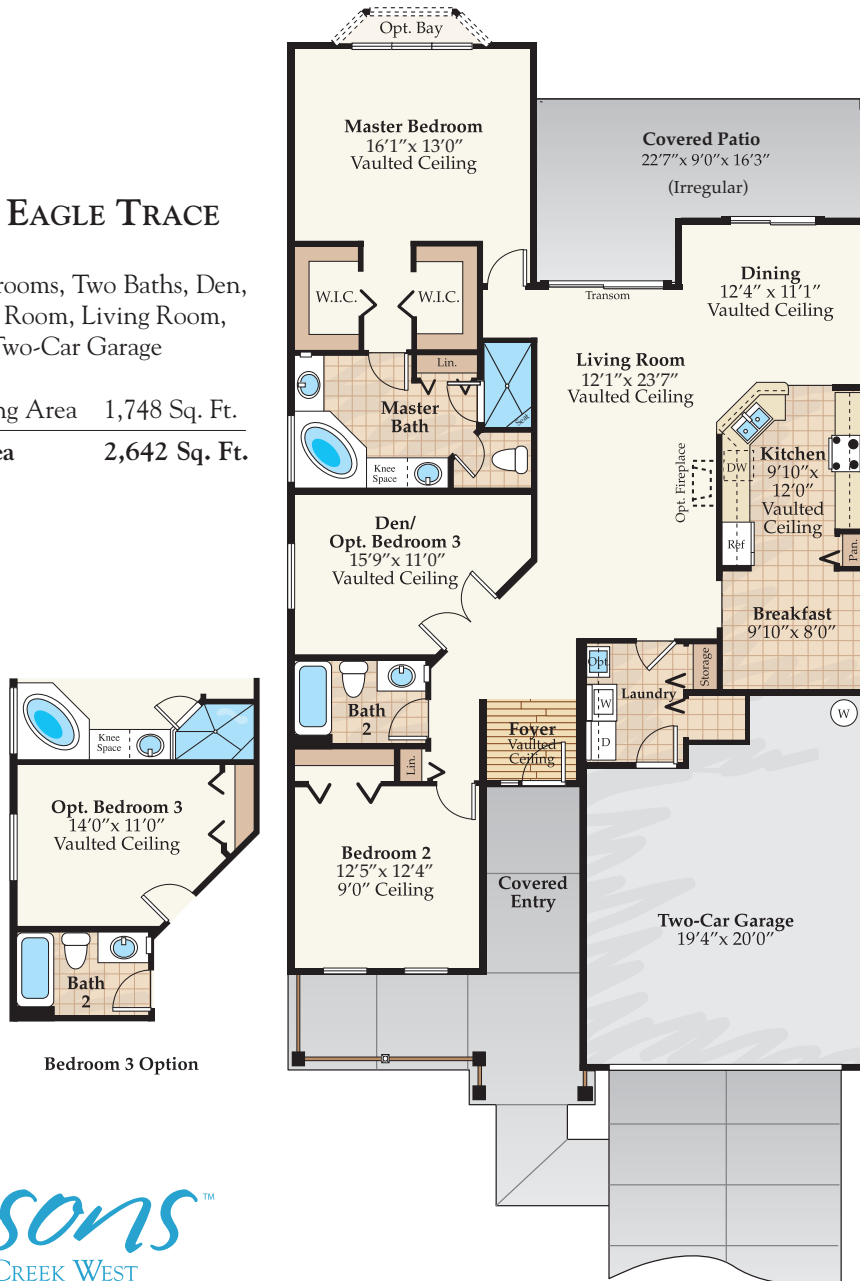 Opt. Bay
Master Bedroom
16'1"x 13'0"
Vaulted Ceiling
Covered Patio
22'7"x 9'0"x 16'3"
(Irregular)
EAGLE TRACE
rooms, Two Baths, Den,
Room, Living Room,
Two-Car Garage
ng Area 1,748 Sq. Ft.
ea 2,642 Sq. Ft.
W.I.C.
W.I.C.
Transom
Dining
12'4" x 11'1"
Vaulted Ceiling
Living Room
12'1"x 23'7"
Vaulted Ceiling
Lin.
Master
Bath
Seat
Knee
Space
Opt. Fireplace
DW
Kitchen
9'10"x
12'0"
Vaulted
Ceiling
Ref
Pan.
Den/
Opt. Bedroom 3
15'9"x 11'0"
Vaulted Ceiling
Breakfast
9'10"x 8'0"
Opt.
Laundry
Storage
W
D
W
Bath
2
Lin.
Foyer
Vaulted
Ceiling
Knee
Space
Opt. Bedroom 3
14'0"x 11'0"
Vaulted Ceiling
Bath
2
Bedroom 3 Option
Bedroom 2
12'5"x 12'4"
9'0" Ceiling
Covered
Entry
Two-Car Garage
19'4"x 20'0"
sons™
CREEK WEST